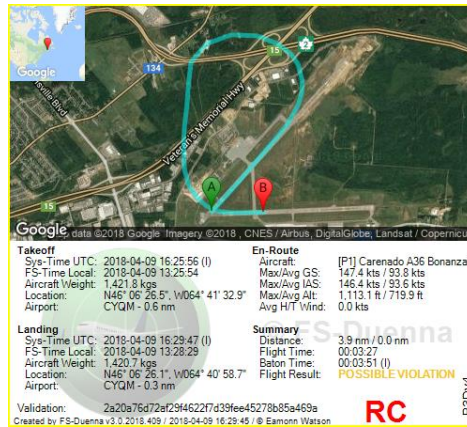 Google
134
15
2
15
sville Blvd
Veteran's Memorial Hwy
A
B
Google
p data ©2018 Google Imagery ©2018 , CNES / Airbus, DigitalGlobe, Landsat / Copernicu
Takeoff
Sys-Time UTC: 2018-04-09 16:25:56 (I)
FS-Time Local: 2018-04-09 13:25:54
Aircraft Weight: 1,421.8 kgs
Location: N46° 06' 26.5", W064° 41' 32.9"
Airport: CYQM - 0.6 nm
En-Route
Aircraft: [P1] Carenado A36 Bonanza
Max/Avg GS: 147.4 kts / 93.8 kts
Max/Avg IAS: 146.4 kts / 93.6 kts
Max/Avg Alt: 1,113.1 ft / 719.9 ft
Avg H/T Wind: 0.0 kts
Landing
Sys-Time UTC: 2018-04-09 16:29:47 (I)
FS-Time Local: 2018-04-09 13:28:29
Aircraft Weight: 1,420.7 kgs
Location: N46° 06' 26.1", W064° 40' 58.7"
Airport: CYQM - 0.3 nm
FS-Duenna
Summary
Distance: 3.9 nm / 0.0 nm
Flight Time: 00:03:27
Baton Time: 00:03:51 (I)
Flight Result: POSSIBLE VIOLATION
Validation: 2a20a76d72af29f4622f7d39fee45278b85a469a
RC
Created by FS-Duenna v3.0.2018.409 / 2018-04-09 16:29:45 / © Eamonn Watson